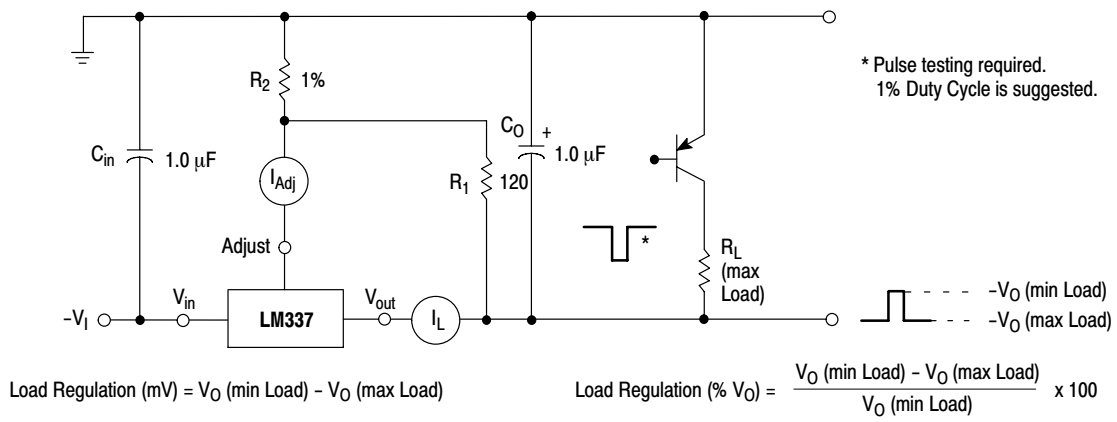 * Pulse testing required.
1% Duty Cycle is suggested.
R2
1%
CO
+
1.0 μF
Cin
1.0 μF
IAdj
R1
120
Adjust
*
RL
(max
Load)
–VI
Vin
LM337
Vout
IL
–VO (min Load)
–VO (max Load)
Load Regulation (mV) = VO (min Load) – VO (max Load)
Load Regulation (% VO) =
VO (min Load) – VO (max Load)
VO (min Load)
x 100